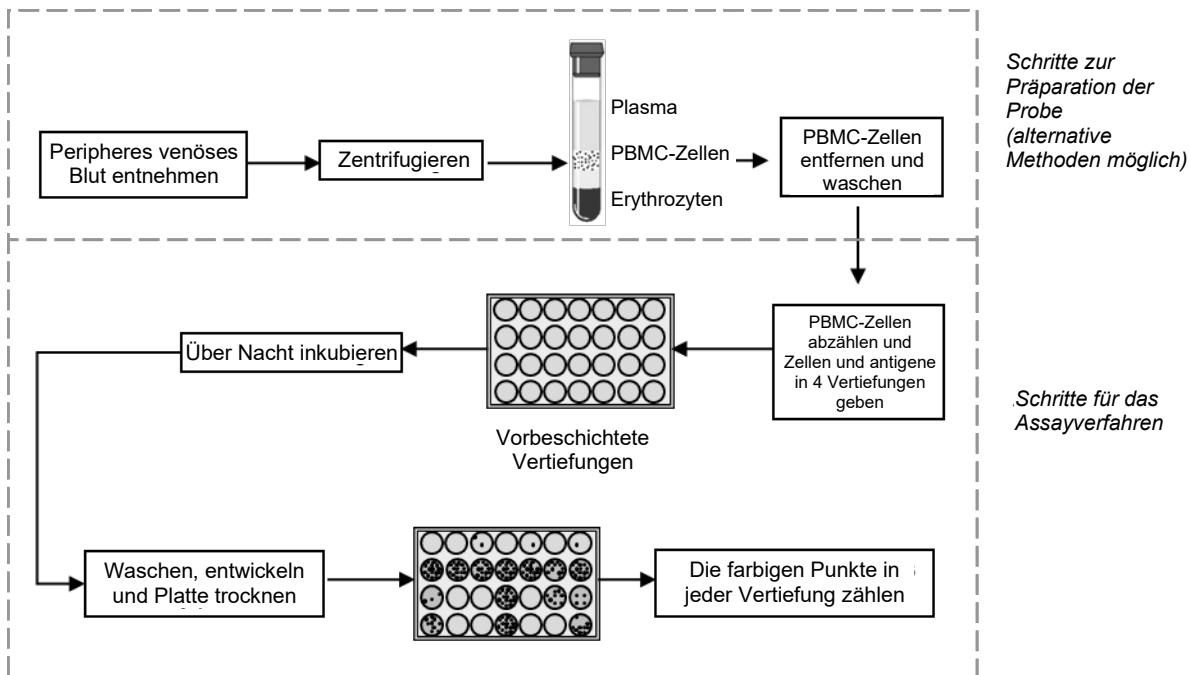 Peripheres venöses
Blut entnehmen
Zentrifugieren
Plasma
PBMC-Zellen
Erythrozyten
PBMC-Zellen
entfernen und
waschen
Schritte zur
Präparation der
Probe
(alternative
Methoden möglich)
PBMC-Zellen
abzählen und
Zellen und antigene
in 4 Vertiefungen
geben
Vorbeschichtete
Vertiefungen
Über Nacht inkubieren
Schritte für das
Assayverfahren
Waschen, entwickeln
und Platte trocknen
Die farbigen Punkte in
jeder Vertiefung zählen